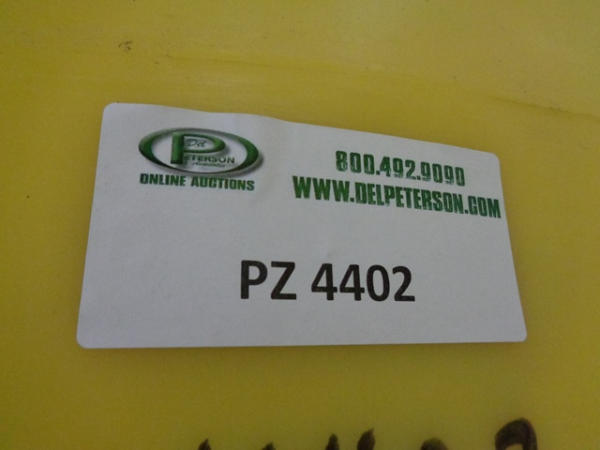 Del
PETERSON
ONLINE AUCTIONS
800.492.9090
WWW.DELPETERSON.COM
PZ 4402